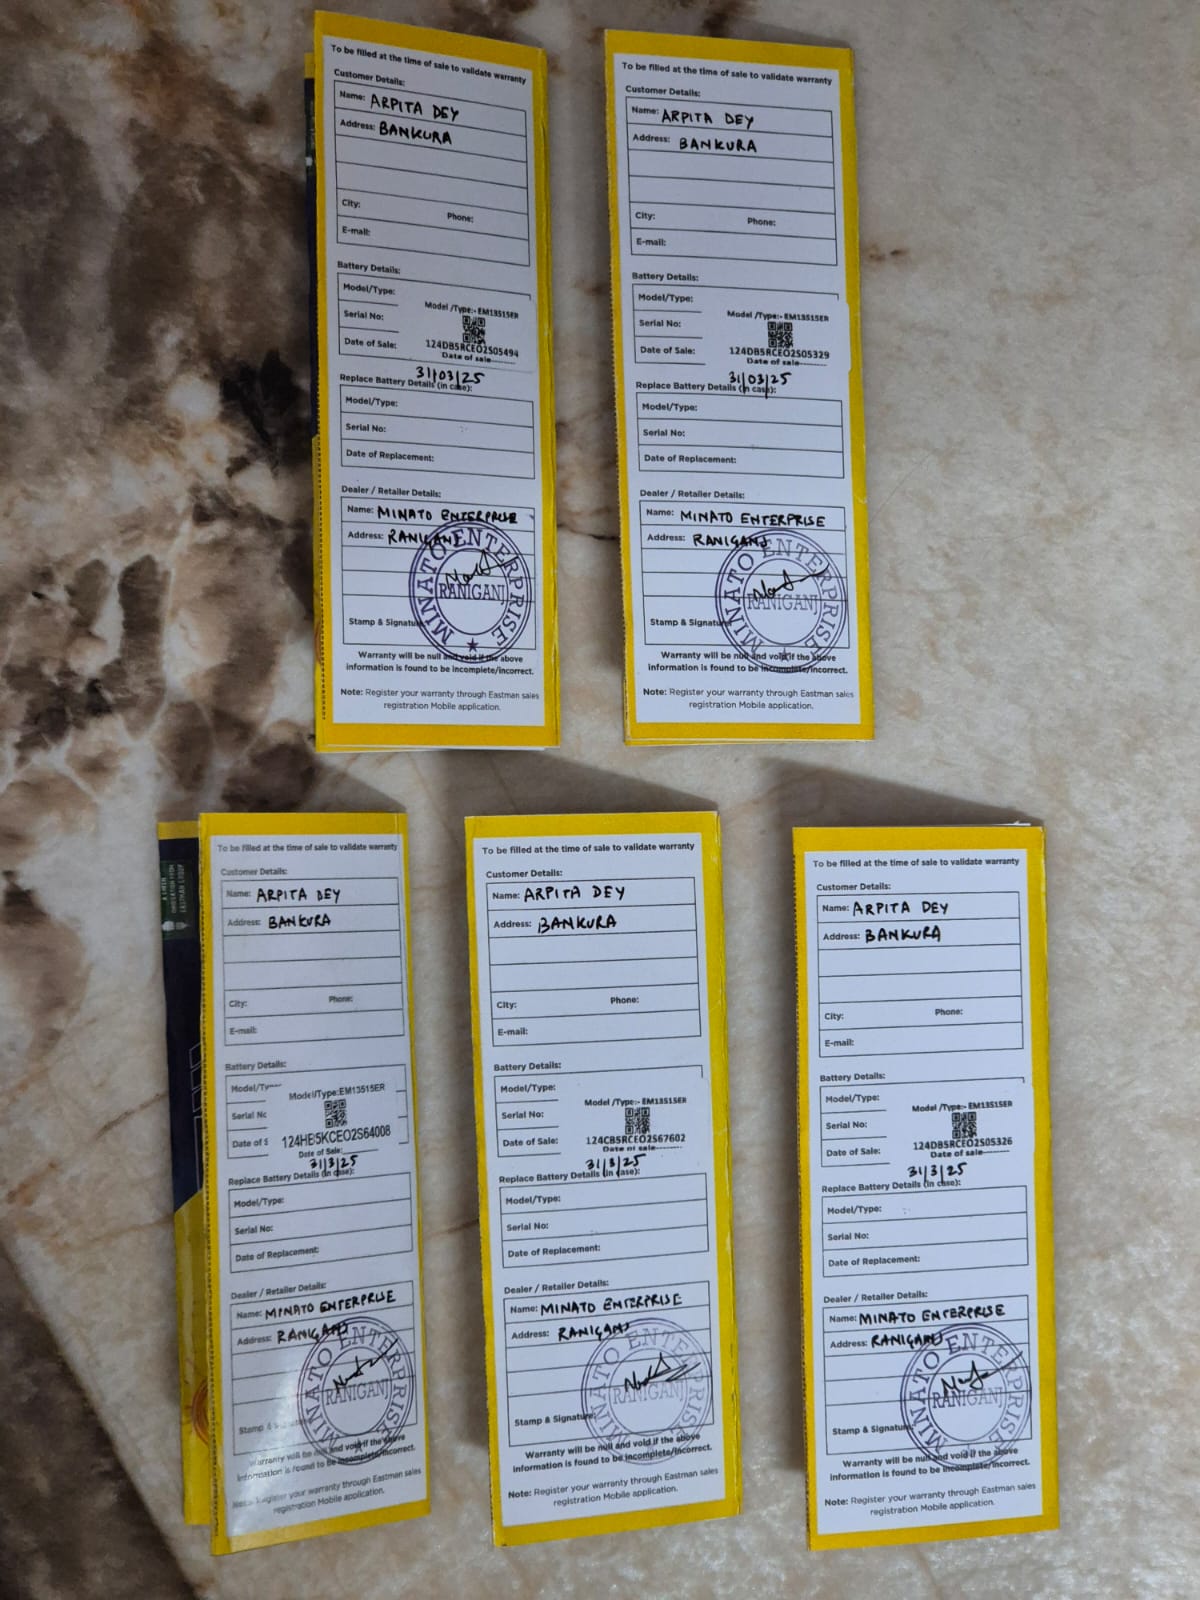 To be filled at the time of sale to validate warranty
Customer Details:
Name: ARPITA DEY
Address: BANKURA
City: Phone:
E-mail:
Battery Details:
Model/Type:
Model /Type:- EM13515ER
Serial No:
Date of Sale: 124DB5RCEO2S05494
Date of sale--------
31/03/25
Replace Battery Details (in case):
Model/Type:
Serial No:
Date of Replacement:
Dealer / Retailer Details:
Name: MINATO ENTERPRISE
Address: RANIGANJ
MINATO ENTERPRISE
RANIGANJ
Stamp & Signature
Warranty will be null and void if the above
information is found to be incomplete/incorrect.
Note: Register your warranty through Eastman sales
registration Mobile application.
To be filled at the time of sale to validate warranty
Customer Details:
Name: ARPITA DEY
Address: BANKURA
City: Phone:
E-mail:
Battery Details:
Model/Type:
Model /Type:- EM13515ER
Serial No:
Date of Sale: 124DB5RCEO2S05329
Date of sale--------
31/03/25
Replace Battery Details (in case):
Model/Type:
Serial No:
Date of Replacement:
Dealer / Retailer Details:
Name: MINATO ENTERPRISE
Address: RANIGANJ
MINATO ENTERPRISE
RANIGANJ
Stamp & Signature
Warranty will be null and void if the above
information is found to be incomplete/incorrect.
Note: Register your warranty through Eastman sales
registration Mobile application.
To be filled at the time of sale to validate warranty
Customer Details:
Name: ARPITA DEY
Address: BANKURA
City: Phone:
E-mail:
Battery Details:
Model/Type
Model/Type:EM13515ER
Serial No
Date of S 124HB5KCEO2S64008
Date of Sale:
31/3/25
Replace Battery Details (in case):
Model/Type:
Serial No:
Date of Replacement:
Dealer / Retailer Details:
Name: MINATO ENTERPRISE
Address: RANIGANJ
MINATO ENTERPRISE
RANIGANJ
Stamp &
Warranty will be null and void if the above
information is found to be incomplete/incorrect.
Note: Register your warranty through Eastman sales
registration Mobile application.
To be filled at the time of sale to validate warranty
Customer Details:
Name: ARPITA DEY
Address: BANKURA
City: Phone:
E-mail:
Battery Details:
Model/Type:
Model /Type:- EM13515ER
Serial No:
Date of Sale: 124CB5RCEO2S67602
Date of sale--------
31/3/25
Replace Battery Details (in case):
Model/Type:
Serial No:
Date of Replacement:
Dealer / Retailer Details:
Name: MINATO ENTERPRISE
Address: RANIGANJ
MINATO ENTERPRISE
RANIGANJ
Stamp & Signature
Warranty will be null and void if the above
information is found to be incomplete/incorrect.
Note: Register your warranty through Eastman sales
registration Mobile application.
To be filled at the time of sale to validate warranty
Customer Details:
Name: ARPITA DEY
Address: BANKURA
City: Phone:
E-mail:
Battery Details:
Model/Type:
Model /Type:- EM13515ER
Serial No:
Date of Sale: 124DB5RCEO2S05326
Date of sale--------
31/3/25
Replace Battery Details (in case):
Model/Type:
Serial No:
Date of Replacement:
Dealer / Retailer Details:
Name: MINATO ENTERPRISE
Address: RANIGANJ
MINATO ENTERPRISE
RANIGANJ
Stamp & Signature
Warranty will be null and void if the above
information is found to be incomplete/incorrect.
Note: Register your warranty through Eastman sales
registration Mobile application.